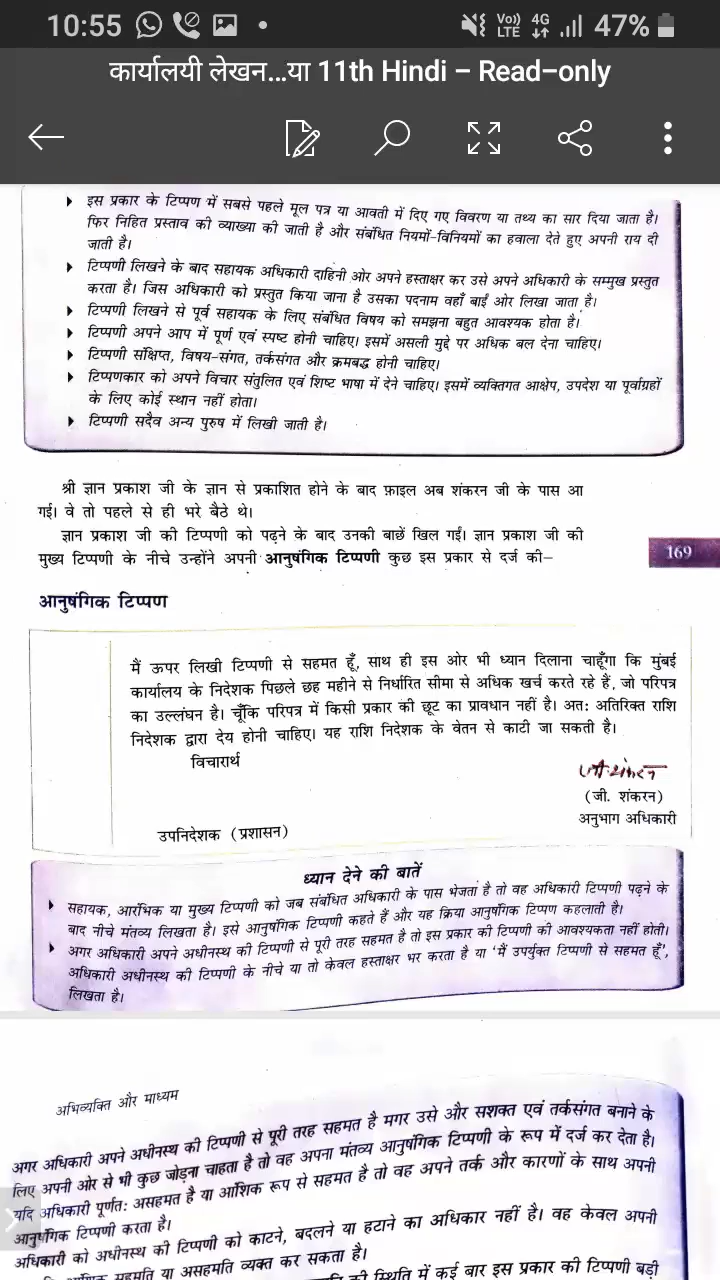 10:55 Vo)) LTE 4G 47%
कार्यालयी लेखन...या 11th Hindi – Read-only
इस प्रकार के टिप्पण में सबसे पहले मूल पत्र या आवती में दिए गए विवरण या तथ्य का सार दिया जाता है।
फिर निहित प्रस्ताव की व्याख्या की जाती है और संबंधित नियमों-विनियमों का हवाला देते हुए अपनी राय दी
जाती है।
टिप्पणी लिखने के बाद सहायक अधिकारी दाहिनी ओर अपने हस्ताक्षर कर उसे अपने अधिकारी के सम्मुख प्रस्तुत
करता है। जिस अधिकारी को प्रस्तुत किया जाना है उसका पदनाम वहाँ बाईं ओर लिखा जाता है।
टिप्पणी लिखने से पूर्व सहायक के लिए संबंधित विषय को समझना बहुत आवश्यक होता है।
टिप्पणी अपने आप में पूर्ण एवं स्पष्ट होनी चाहिए। इसमें असली मुद्दे पर अधिक बल देना चाहिए।
टिप्पणी संक्षिप्त, विषय-संगत, तर्कसंगत और क्रमबद्ध होनी चाहिए।
टिप्पणकार को अपने विचार संतुलित एवं शिष्ट भाषा में देने चाहिए। इसमें व्यक्तिगत आक्षेप, उपदेश या पूर्वाग्रहों
के लिए कोई स्थान नहीं होता।
टिप्पणी सदैव अन्य पुरुष में लिखी जाती है।
श्री ज्ञान प्रकाश जी के ज्ञान से प्रकाशित होने के बाद फ़ाइल अब शंकरन जी के पास आ
गई। वे तो पहले से ही भरे बैठे थे।
ज्ञान प्रकाश जी की टिप्पणी को पढ़ने के बाद उनकी बाछें खिल गईं। ज्ञान प्रकाश जी की
मुख्य टिप्पणी के नीचे उन्होंने अपनी आनुषंगिक टिप्पणी कुछ इस प्रकार से दर्ज की–
169
आनुषंगिक टिप्पण
मैं ऊपर लिखी टिप्पणी से सहमत हूँ, साथ ही इस ओर भी ध्यान दिलाना चाहूँगा कि मुंबई
कार्यालय के निदेशक पिछले छह महीने से निर्धारित सीमा से अधिक खर्च करते रहे हैं, जो परिपत्र
का उल्लंघन है। चूँकि परिपत्र में किसी प्रकार की छूट का प्रावधान नहीं है। अत: अतिरिक्त राशि
निदेशक द्वारा देय होनी चाहिए। यह राशि निदेशक के वेतन से काटी जा सकती है।
विचारार्थ
(जी. शंकरन)
अनुभाग अधिकारी
उपनिदेशक (प्रशासन)
ध्यान देने की बातें
सहायक, आरंभिक या मुख्य टिप्पणी को जब संबंधित अधिकारी के पास भेजता है तो वह अधिकारी टिप्पणी पढ़ने के
बाद नीचे मंतव्य लिखता है। इसे आनुषंगिक टिप्पणी कहते हैं और यह क्रिया आनुषंगिक टिप्पण कहलाती है।
अगर अधिकारी अपने अधीनस्थ की टिप्पणी से पूरी तरह सहमत है तो इस प्रकार की टिप्पणी की आवश्यकता नहीं होती।
अधिकारी अधीनस्थ की टिप्पणी के नीचे या तो केवल हस्ताक्षर भर करता है या 'मैं उपर्युक्त टिप्पणी से सहमत हूँ',
लिखता है।
अभिव्यक्ति और माध्यम
अगर अधिकारी अपने अधीनस्थ की टिप्पणी से पूरी तरह सहमत है मगर उसे और सशक्त एवं तर्कसंगत बनाने के
लिए अपनी ओर से भी कुछ जोड़ना चाहता है तो वह अपना मंतव्य आनुषंगिक टिप्पणी के रूप में दर्ज कर देता है।
यदि अधिकारी पूर्णत: असहमत है या आंशिक रूप से सहमत है तो वह अपने तर्क और कारणों के साथ अपनी
आनुषंगिक टिप्पणी करता है।
अधिकारी को अधीनस्थ की टिप्पणी को काटने, बदलने या हटाने का अधिकार नहीं है। वह केवल अपनी
सहमति या असहमति व्यक्त कर सकता है।
की स्थिति में कई बार इस प्रकार की टिप्पणी बड़ी